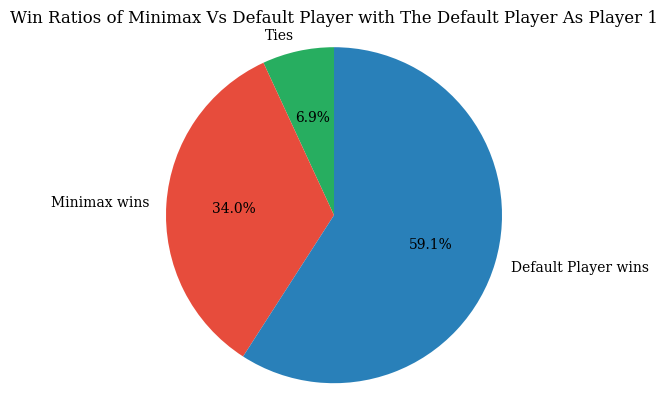 Win Ratios of Minimax Vs Default Player with The Default Player As Player 1
Ties
6.9%
Minimax wins
34.0%
59.1%
Default Player wins